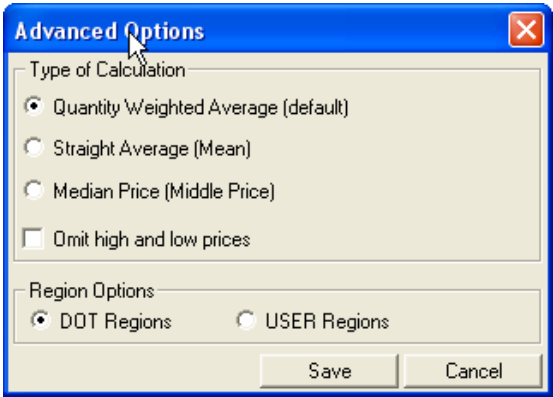 Advanced Options
Type of Calculation
Quantity Weighted Average (default)
Straight Average (Mean)
Median Price (Middle Price)
Omit high and low prices
Region Options
DOT Regions USER Regions
Save Cancel